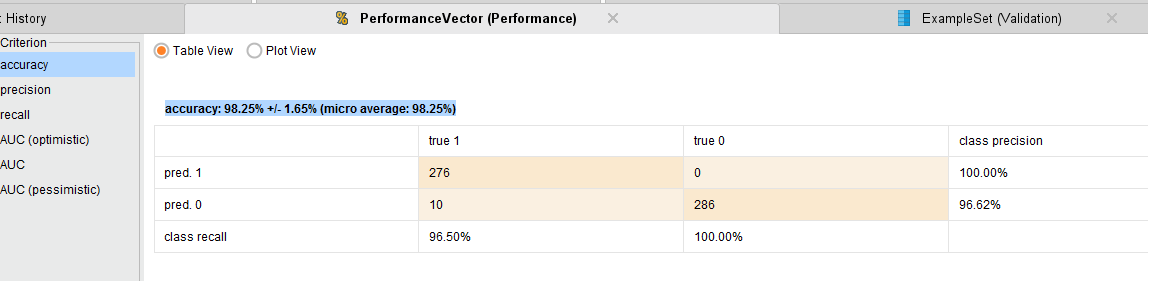 History
PerformanceVector (Performance)
ExampleSet (Validation)
Criterion
accuracy
precision
recall
AUC (optimistic)
AUC
AUC (pessimistic)
Table View
Plot View
accuracy: 98.25% +/- 1.65% (micro average: 98.25%)
true 1 true 0 class precision
pred. 1 276 0 100.00%
pred. 0 10 286 96.62%
class recall 96.50% 100.00%